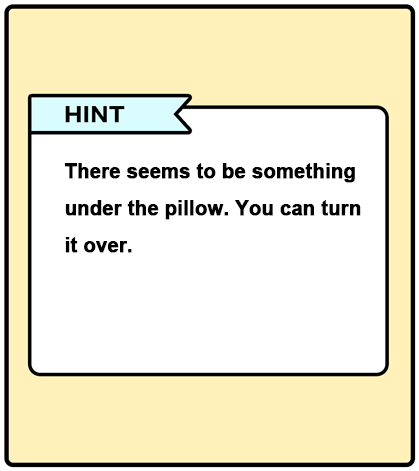 HINT
There seems to be something
under the pillow. You can turn
it over.